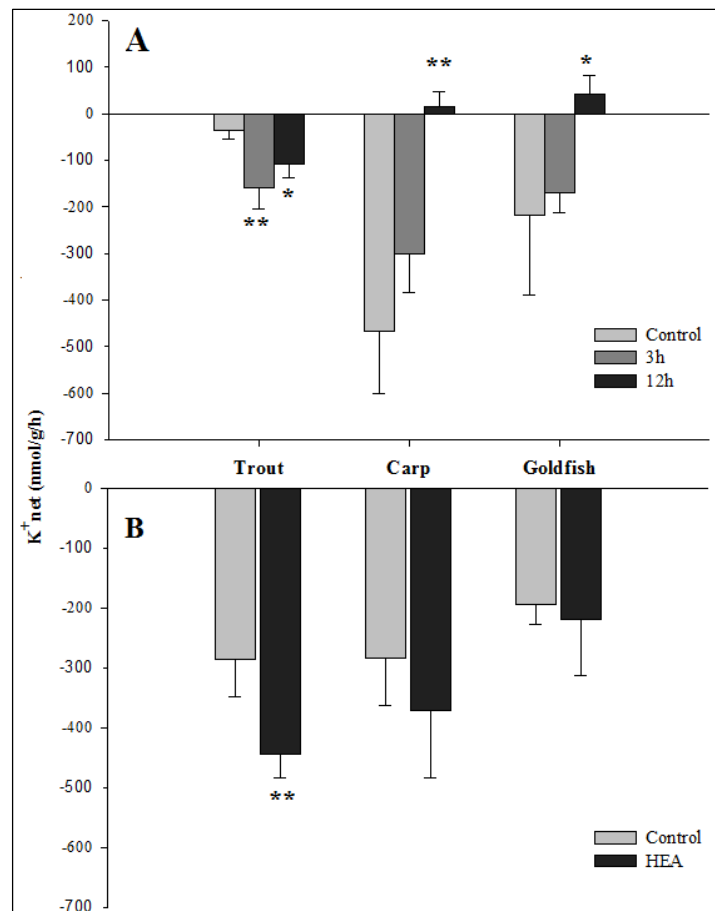 200
A
100
**
*
0
-100
*
**
-200
-300
Control
-400
3h
-500
12h
-600
-700
Trout Carp Goldfish
K+net (nmol/g/h)
0
B
-100
-200
-300
-400
**
-500
Control
-600
HEA
-700